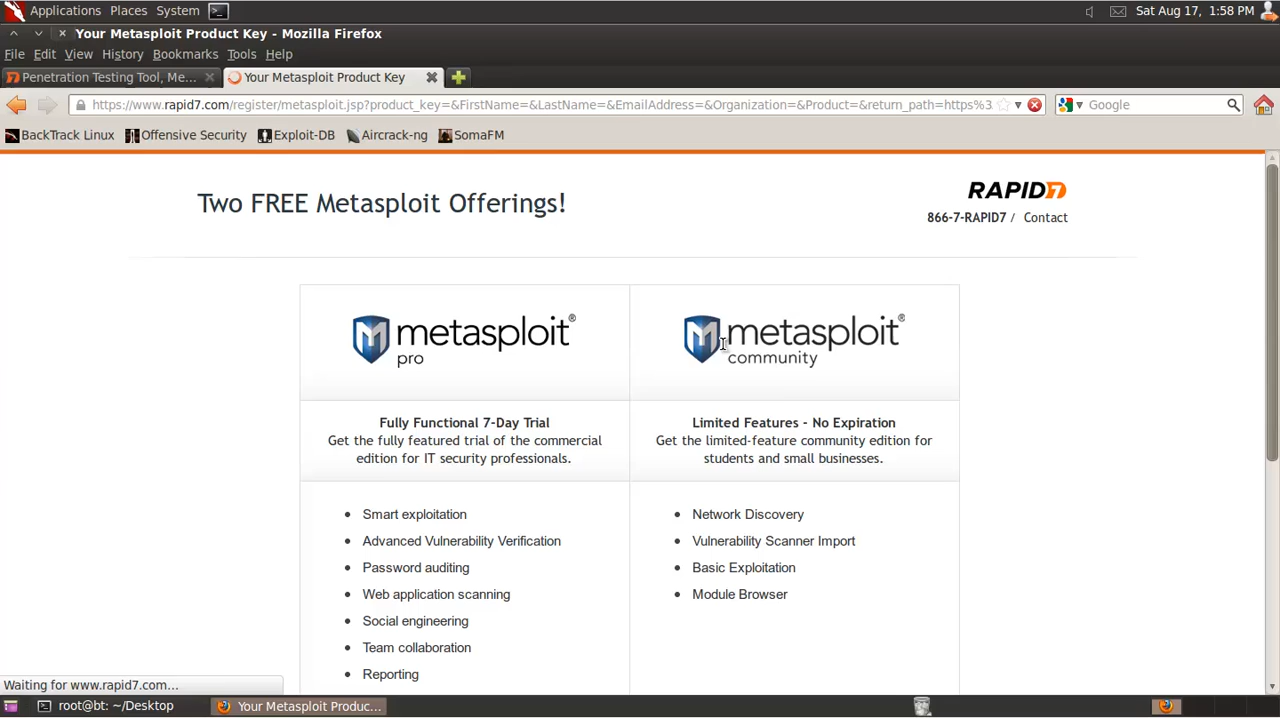 Applications Places System Sat Aug 17, 1:58 PM
Your Metasploit Product Key - Mozilla Firefox
File Edit View History Bookmarks Tools Help
Penetration Testing Tool, Me... Your Metasploit Product Key
https://www.rapid7.com/register/metasploit.jsp?product_key=&FirstName=&LastName=&EmailAddress=&Organization=&Product=&return_path=https%3 Google
BackTrack Linux Offensive Security Exploit-DB Aircrack-ng SomaFM
Two FREE Metasploit Offerings!
RAPID7
866-7-RAPID7 / Contact
metasploit®
pro
metasploit®
community
Fully Functional 7-Day Trial
Get the fully featured trial of the commercial
edition for IT security professionals.
Limited Features - No Expiration
Get the limited-feature community edition for
students and small businesses.
• Smart exploitation
• Advanced Vulnerability Verification
• Password auditing
• Web application scanning
• Social engineering
• Team collaboration
• Reporting
• Network Discovery
• Vulnerability Scanner Import
• Basic Exploitation
• Module Browser
Waiting for www.rapid7.com...
root@bt: ~/Desktop Your Metasploit Produc...